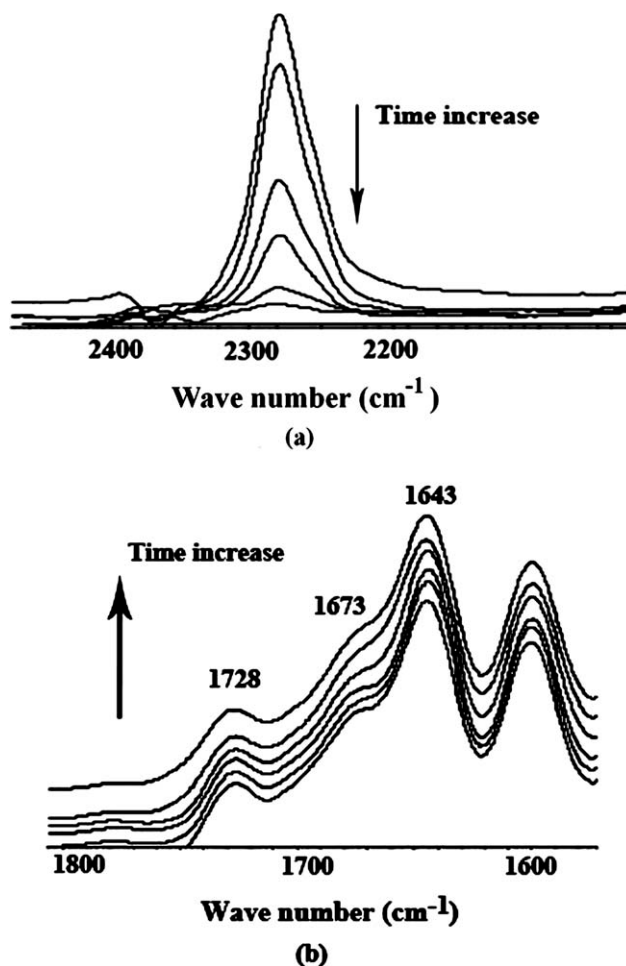 Time increase
2400 2300 2200
Wave number (cm-1 )
(a)
1643
Time increase
1673
1728
1800 1700 1600
Wave number (cm-1)
(b)